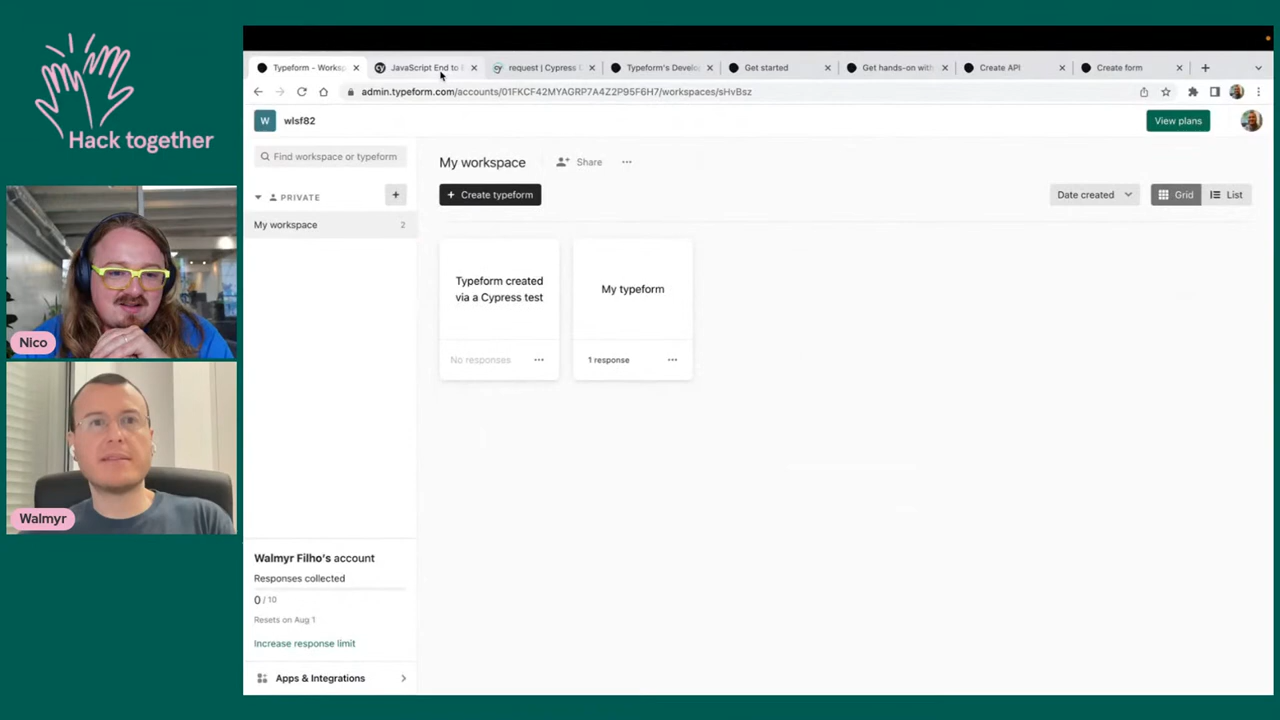 Hack together
Nico
Walmyr
Typeform - Worksp
JavaScript End to E
request | Cypress D
Typeform's Develo
Get started
Get hands-on with
Create API
Create form
admin.typeform.com/accounts/01FKCF42MYAGRP7A4Z2P95F6H7/workspaces/sHvBsz
W
wlsf82
View plans
Find workspace or typeform
My workspace
Share
PRIVATE
+ Create typeform
Date created
Grid
List
My workspace
2
Typeform created
via a Cypress test
My typeform
No responses
1 response
Walmyr Filho's account
Responses collected
0 / 10
Resets on Aug 1
Increase response limit
Apps & Integrations